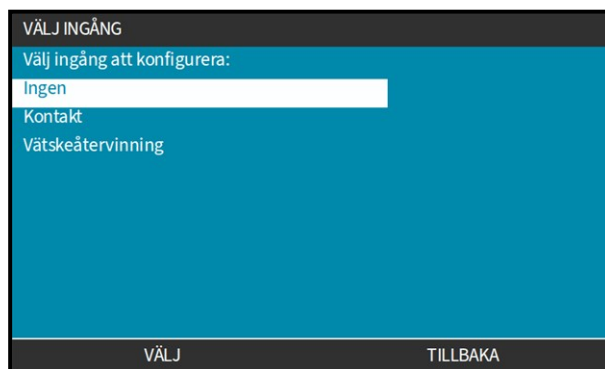 VÄLJ INGÅNG
Välj ingång att konfigurera:
Ingen
Kontakt
Vätskeåtervinning
VÄLJ TILLBAKA